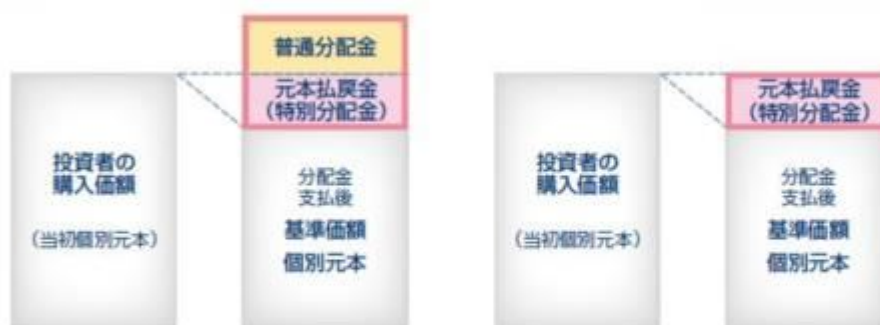 普通分配金
元本払戻金
(特別分配金)
投資者の
購入価額
(当初個別元本)
分配金
支払後
基準価額
個別元本
元本払戻金
(特別分配金)
投資者の
購入価額
(当初個別元本)
分配金
支払後
基準価額
個別元本